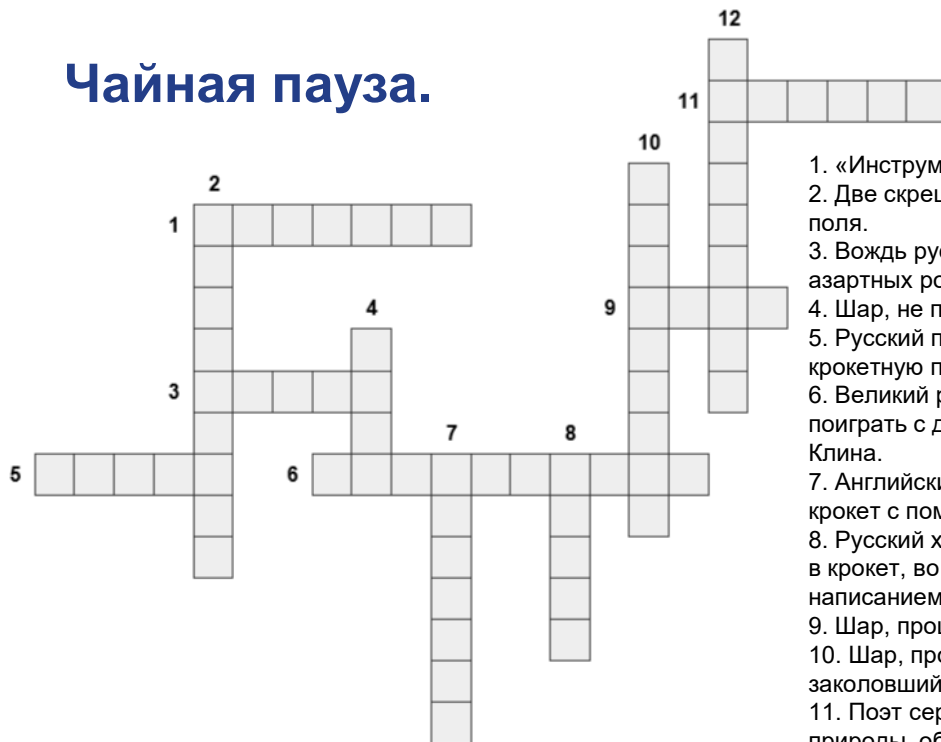 Чайная пауза.
12
11
10
2
1
4
9
3
7
8
5
6
1. «Инструм
2. Две скрещ
поля.
3. Вождь рус
азартных ро
4. Шар, не п
5. Русский п
крокетную п
6. Великий р
поиграть с д
Клина.
7. Английски
крокет с пом
8. Русский х
в крокет, во
написанием
9. Шар, прош
10. Шар, про
заколовший
11. Поэт сер
природы, об